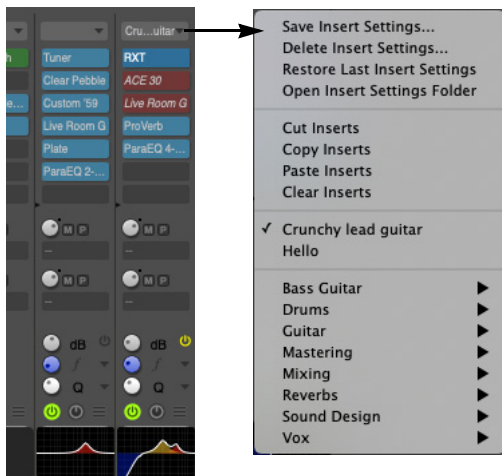 Cru...uitar
Tuner
RXT
Clear Pebble
ACE 30
Custom '59
Live Room G
Live Room G
ProVerb
Plate
ParaEQ 4-...
ParaEQ 2-...
M P
M P
--
--
M P
M P
--
--
dB
dB
f
f
Q
Q
Save Insert Settings...
Delete Insert Settings...
Restore Last Insert Settings
Open Insert Settings Folder
Cut Inserts
Copy Inserts
Paste Inserts
Clear Inserts
✓ Crunchy lead guitar
Hello
Bass Guitar
Drums
Guitar
Mastering
Mixing
Reverbs
Sound Design
Vox